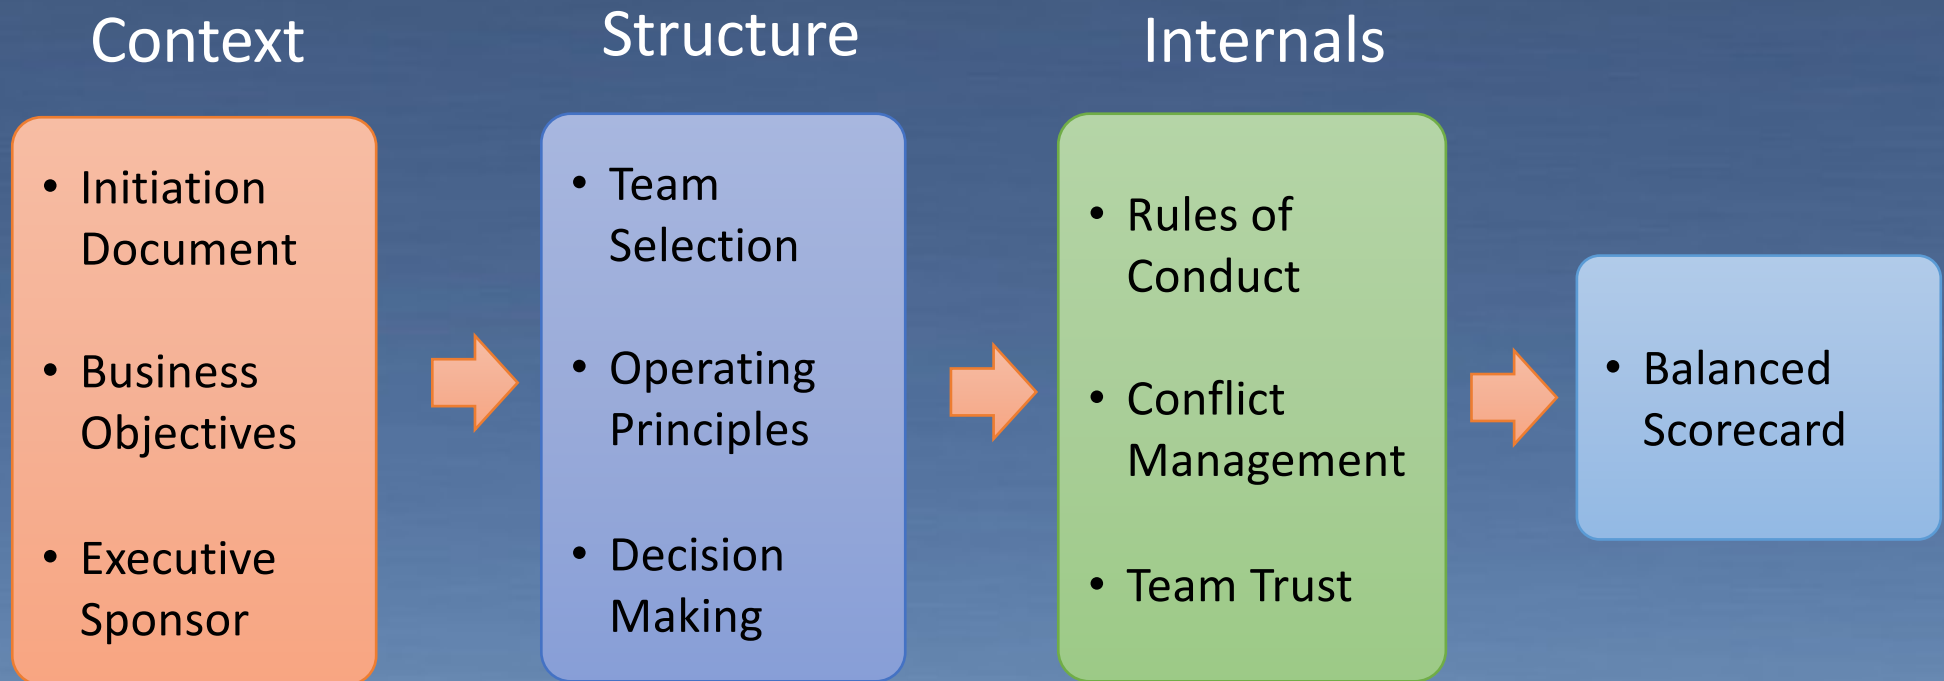 Context
• Initiation
Document
• Business
Objectives
• Executive
Sponsor
Structure
• Team
Selection
• Operating
Principles
• Decision
Making
Internals
• Rules of
Conduct
• Conflict
Management
• Team Trust
• Balanced
Scorecard